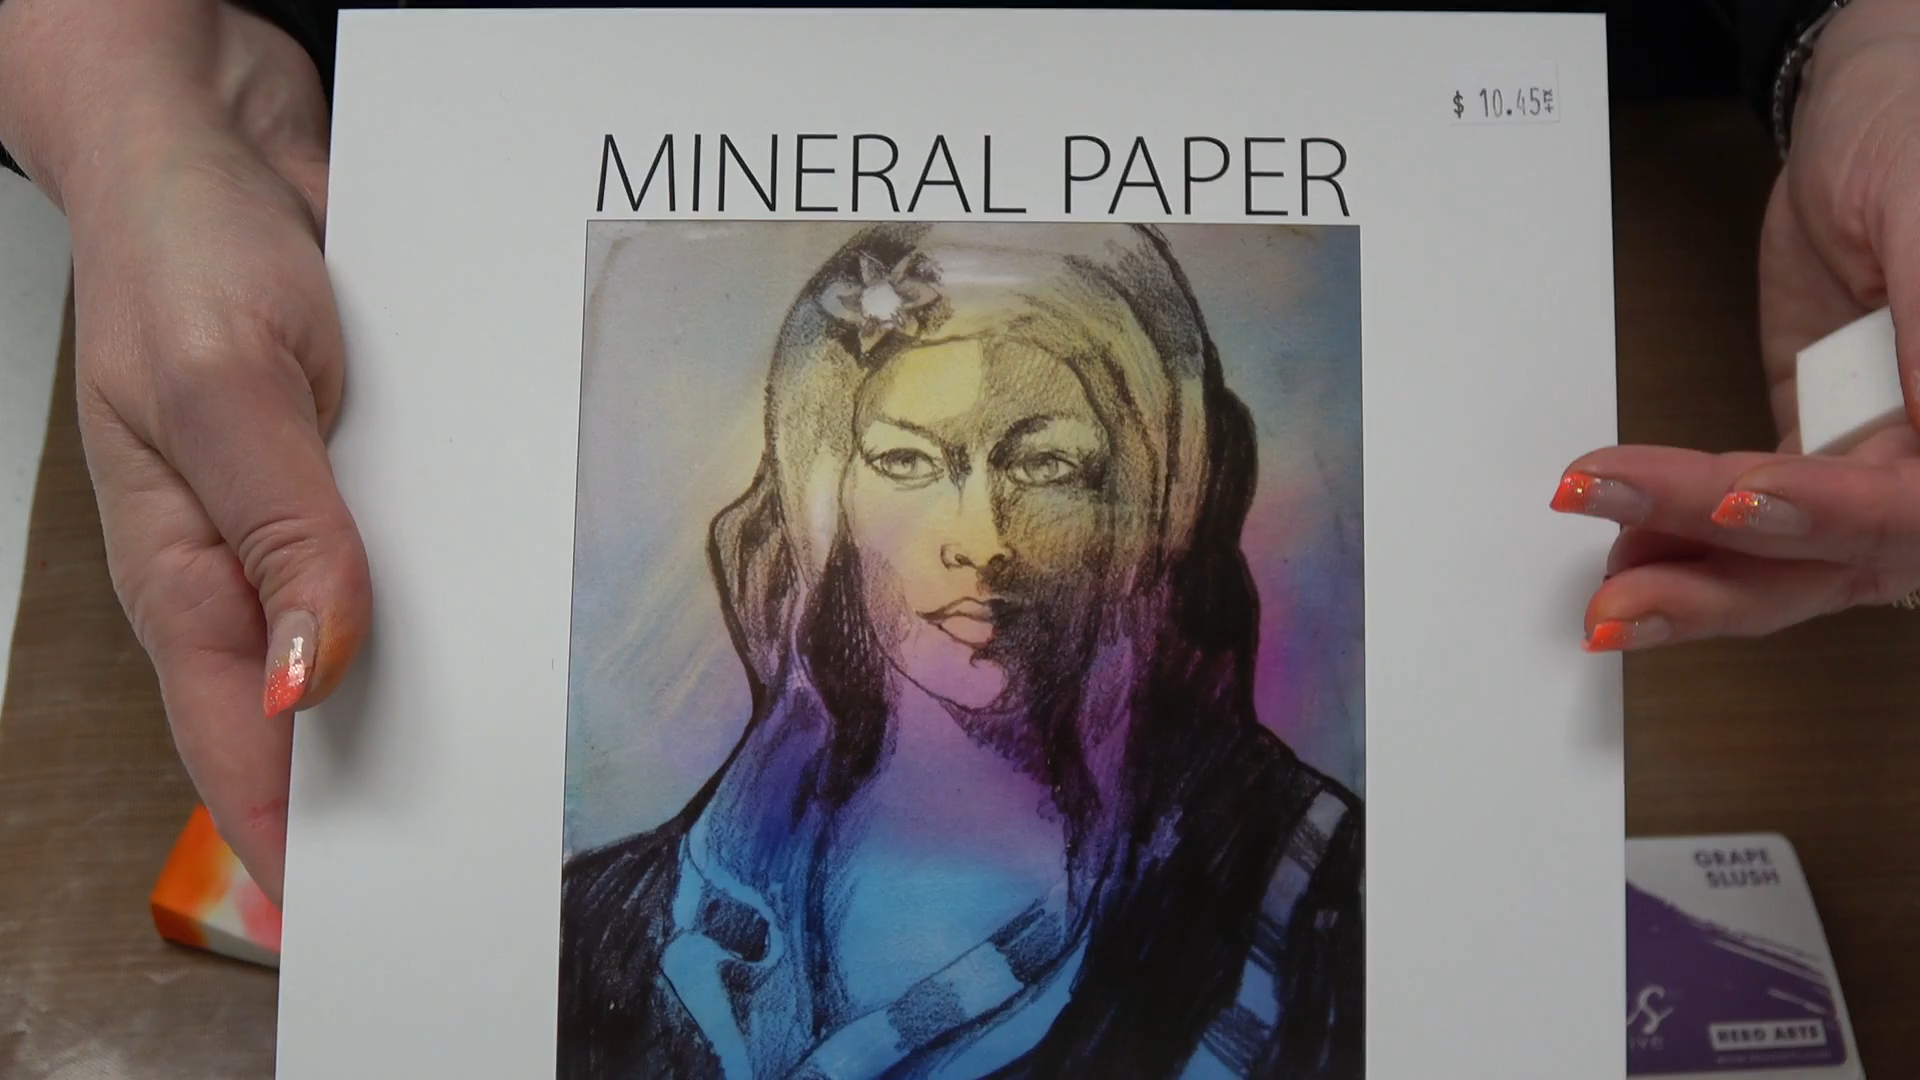 $ 10.45
MINERAL PAPER
GRAPE
SLUSH
HERO ARTS